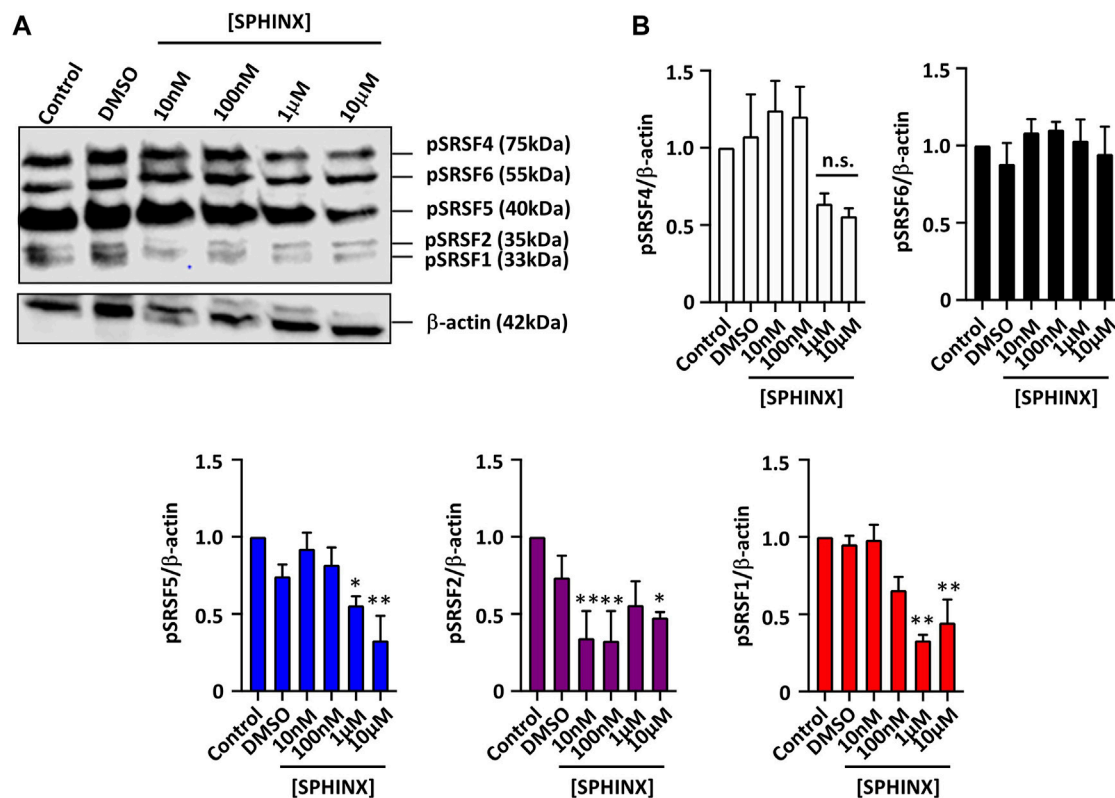 A
[SPHINX]
Control
DMSO
10nM
100nM
1μM
10μM
pSRSF4 (75kDa)
pSRSF6 (55kDa)
pSRSF5 (40kDa)
pSRSF2 (35kDa)
pSRSF1 (33kDa)
*
β-actin (42kDa)
B
pSRSF4/β-actin
1.5
1.0
0.5
0
n.s.
Control
DMSO
10nM
100nM
1μM
10μM
[SPHINX]
pSRSF6/β-actin
1.5
1.0
0.5
0
Control
DMSO
10nM
100nM
1μM
10μM
[SPHINX]
pSRSF5/β-actin
1.5
1.0
0.5
0
*
**
Control
DMSO
10nM
100nM
1μM
10μM
[SPHINX]
pSRSF2/β-actin
1.5
1.0
0.5
0
**
**
*
Control
DMSO
10nM
100nM
1μM
10μM
[SPHINX]
pSRSF1/β-actin
1.5
1.0
0.5
0
**
**
Control
DMSO
10nM
100nM
1μM
10μM
[SPHINX]